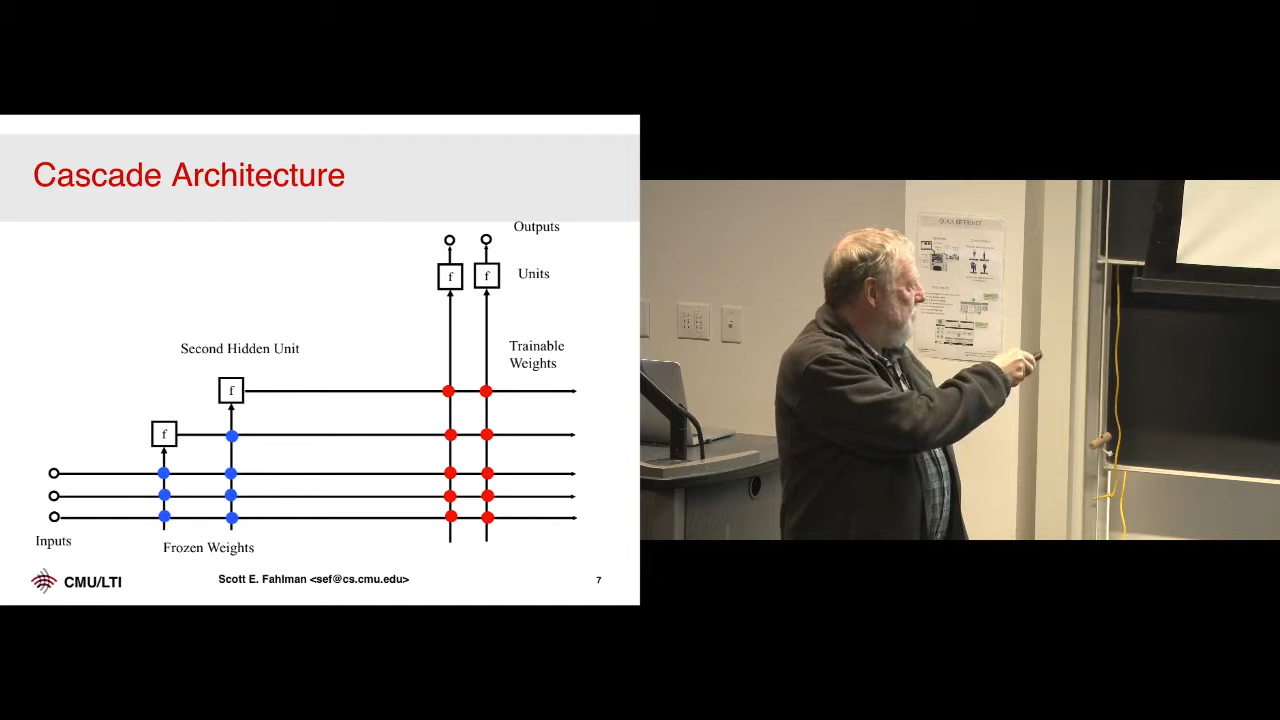 Cascade Architecture
Outputs
f
f
Units
Second Hidden Unit
Trainable
Weights
f
f
Inputs
Frozen Weights
CMU/LTI
Scott E. Fahlman <sef@cs.cmu.edu>
7
QUICK REFERENCE